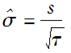 σ̂ = s/√τ